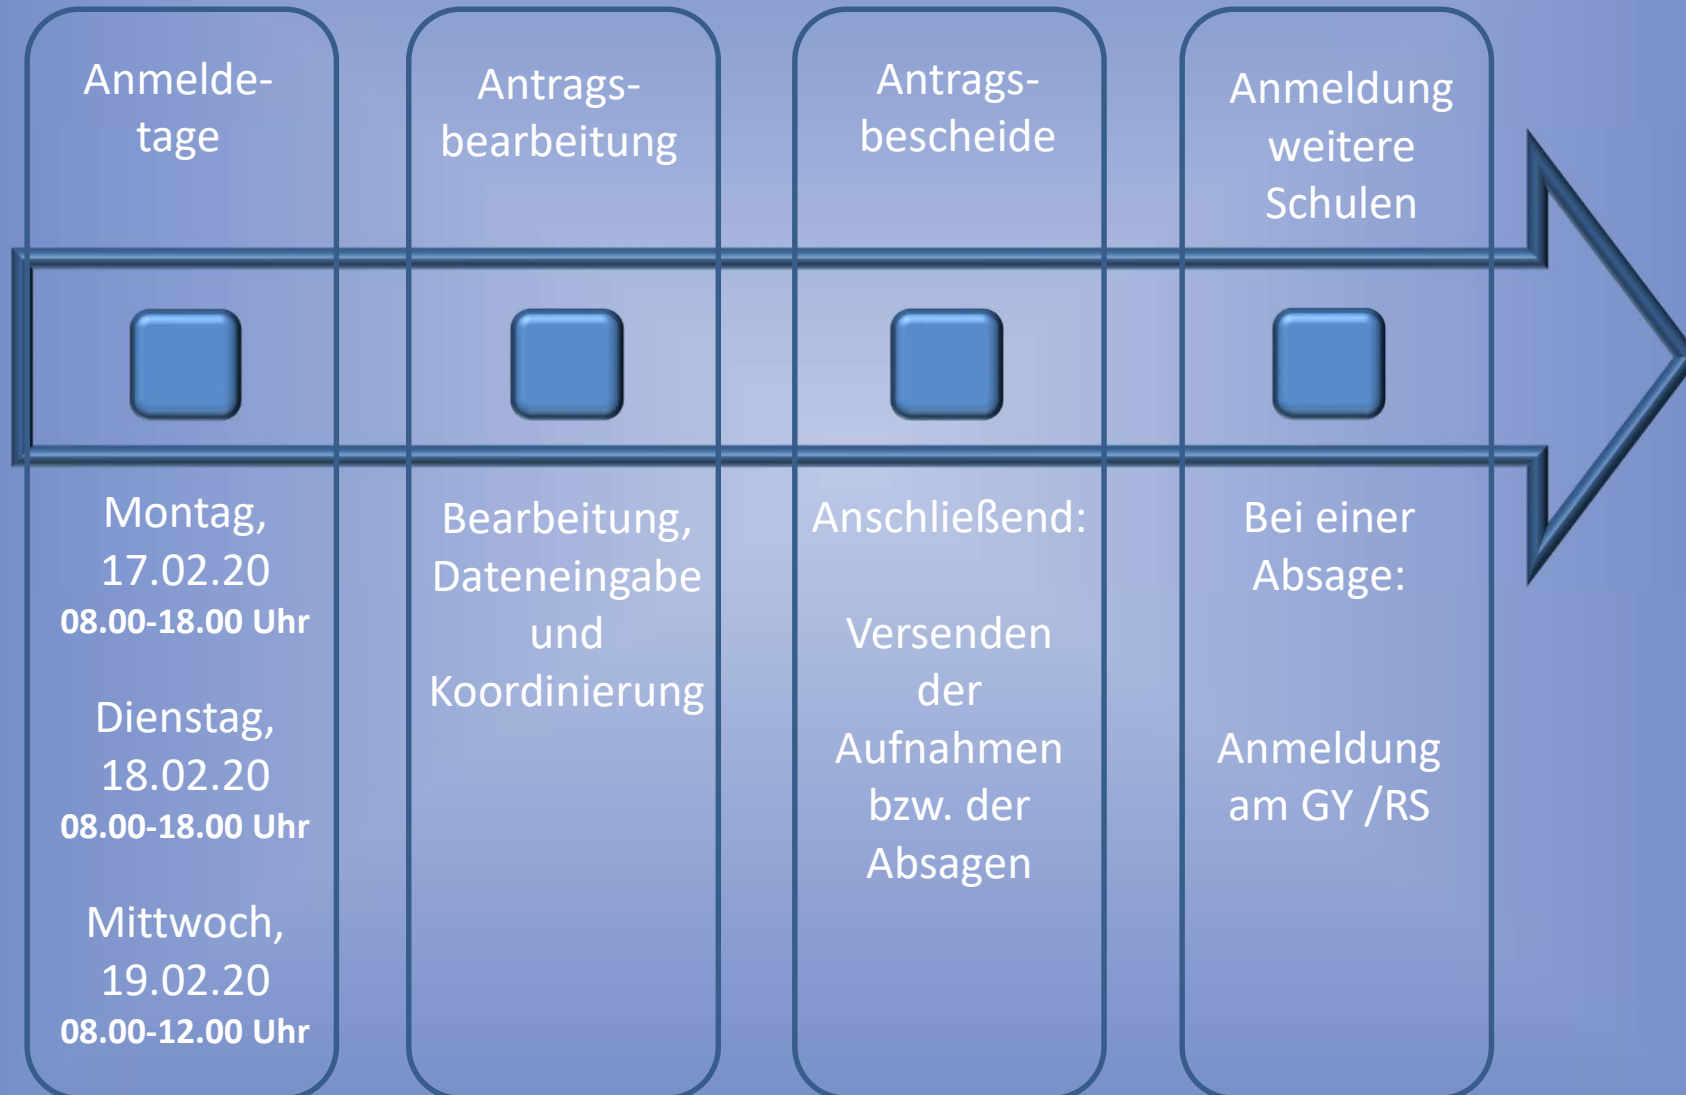 Anmelde-
tage
Montag,
17.02.20
08.00-18.00 Uhr
Dienstag,
18.02.20
08.00-18.00 Uhr
Mittwoch,
19.02.20
08.00-12.00 Uhr
Antrags-
bearbeitung
Bearbeitung,
Dateneingabe
und
Koordinierung
Antrags-
bescheide
Anschließend:
Versenden
der
Aufnahmen
bzw. der
Absagen
Anmeldung
weitere
Schulen
Bei einer
Absage:
Anmeldung
am GY /RS